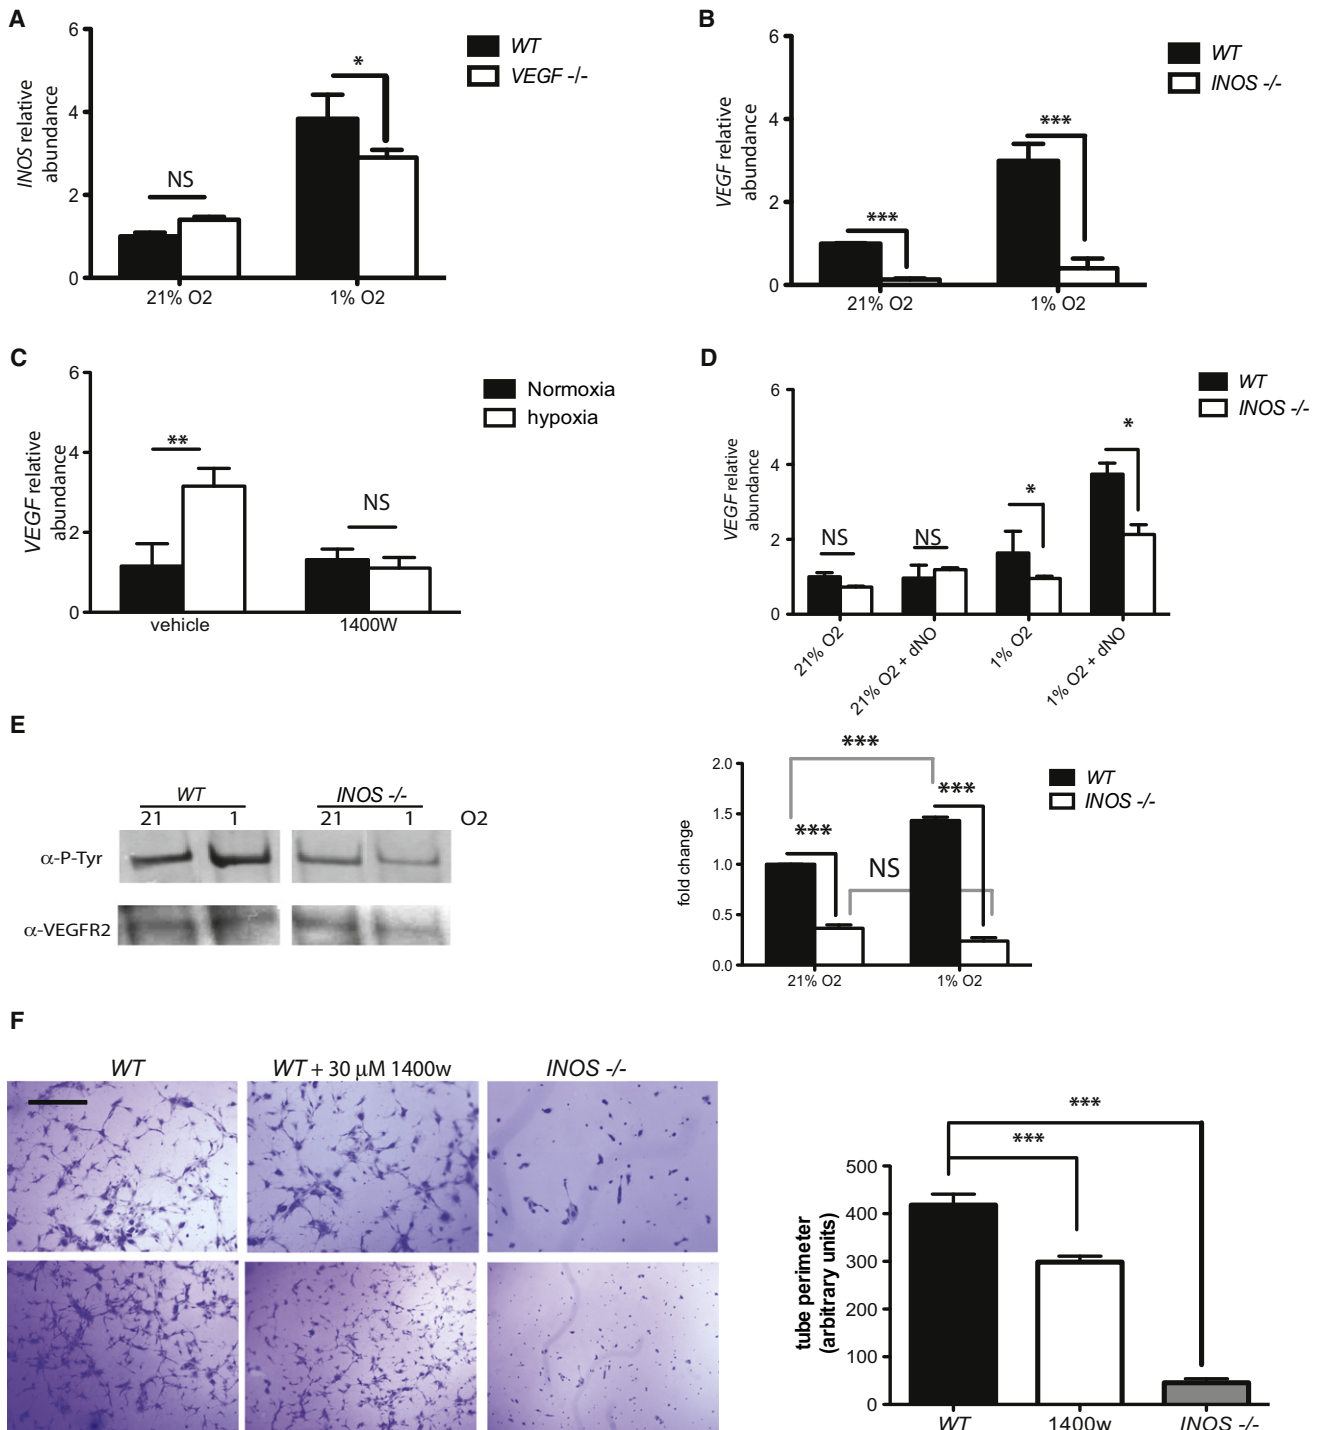 A
6
4
2
0
INOS relative
abundance
NS
*
21% O2
1% O2
WT
VEGF -/-
B
6
4
2
0
VEGF relative
abundance
***
***
21% O2
1% O2
WT
INOS -/-
C
6
4
2
0
VEGF relative
abundance
**
NS
vehicle
1400W
Normoxia
hypoxia
D
6
4
2
0
VEGF relative
abundance
NS
NS
*
*
21% O2
21% O2 + dNO
1% O2
1% O2 + dNO
WT
INOS -/-
E
WT
INOS -/-
21
1
21
1
O2
α-P-Tyr
α-VEGFR2
2.0
1.5
1.0
0.5
0.0
fold change
***
***
***
NS
21% O2
1% O2
WT
INOS -/-
F
WT
WT + 30 μM 1400w
INOS -/-
500
400
300
200
100
0
tube perimeter
(arbitrary units)
***
***
WT
1400w
INOS -/-